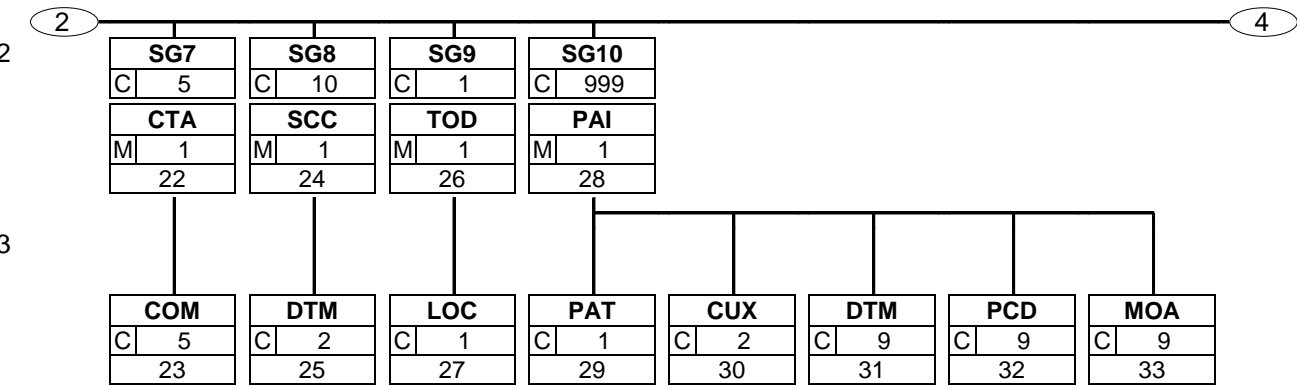 2 4
2 SG7 SG8 SG9 SG10
C 5 C 10 C 1 C 999
CTA SCC TOD PAI
M 1 M 1 M 1 M 1
22 24 26 28
3
COM DTM LOC PAT CUX DTM PCD MOA
C 5 C 2 C 1 C 1 C 2 C 9 C 9 C 9
23 25 27 29 30 31 32 33